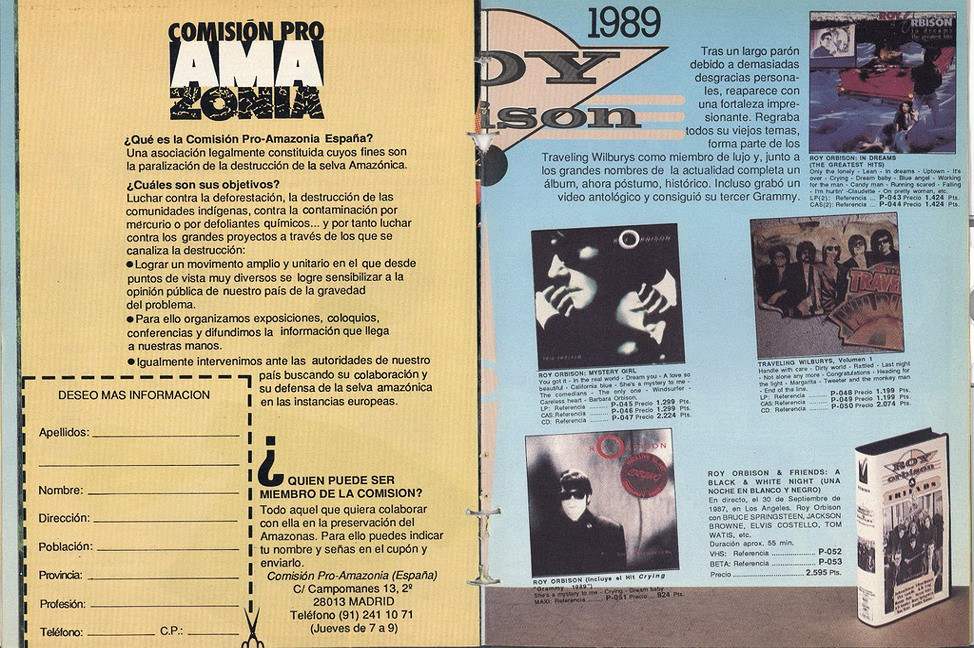 COMISIÓN PRO
AMA
ZONIA
¿Qué es la Comisión Pro-Amazonia España?
Una asociación legalmente constituida cuyos fines son
la paralización de la destrucción de la selva Amazónica.
¿Cuáles son sus objetivos?
Luchar contra la deforestación, la destrucción de las
comunidades indígenas, contra la contaminación por
mercurio o por defoliantes químicos... y por tanto luchar
contra los grandes proyectos a través de los que se
canaliza la destrucción:
●Lograr un movimiento amplio y unitario en el que desde
puntos de vista muy diversos se logre sensibilizar a la
opinión pública de nuestro país de la gravedad
del problema.
●Para ello organizamos exposiciones, coloquios,
conferencias y difundimos la información que llega
a nuestras manos.
●Igualmente intervenimos ante las autoridades de nuestro
país buscando su colaboración y
su defensa de la selva amazónica
en las instancias europeas.
DESEO MAS INFORMACION
Apellidos:
Nombre:
Dirección:
Población:
Provincia:
Profesión:
Teléfono: C.P.:
¿QUIEN PUEDE SER
MIEMBRO DE LA COMISION?
Todo aquel que quiera colaborar
con ella en la preservación del
Amazonas. Para ello puedes indicar
tu nombre y señas en el cupón y
enviarlo.
Comisión Pro-Amazonia (España)
C/ Campomanes 13, 2º
28013 MADRID
Teléfono (91) 241 10 71
(Jueves de 7 a 9)
1989
ROY
bison
Tras un largo parón
debido a demasiadas
desgracias persona-
les, reaparece con
una fortaleza impre-
sionante. Regraba
todos su viejos temas,
forma parte de los
Traveling Wilburys como miembro de lujo y, junto a
los grandes nombres de la actualidad completa un
álbum, ahora póstumo, histórico. Incluso grabó un
video antológico y consiguió su tercer Grammy.
ROY ORBISON: IN DREAMS
(THE GREATEST HITS)
Only the lonely - Lean - In dreams - Uptown - It's
over - Crying - Dream baby - Blue angel - Working
for the man - Candy man - Running scared - Falling
- I'm hurtin' -Claudette - On pretty woman, etc.
LP(2): Referencia ... P-043 Precio 1.424 Pts.
CAS(2): Referencia ... P-044 Precio 1.424 Pts.
ROY ORBISON: MYSTERY GIRL
You got it - In the real world - Dream you - A love so
beautiful - California blue - She's a mystery to me -
The comedians - The only one - Windsurfer -
Careless heart - Barbara Orbison.
LP: Referencia ........ P-045 Precio 1.299 Pts.
CAS: Referencia ........ P-046 Precio 1.299 Pts.
CD: Referencia ........ P-047 Precio 2.224 Pts.
TRAVELING WILBURYS, Volumen 1
Handle with care - Dirty world - Rattled - Last night
- Not alone any more - Congratulations - Heading for
the light - Margarita - Tweeter and the monkey man
- End of the line.
LP: Referencia ........ P-048 Precio 1.199 Pts.
CAS: Referencia ........ P-049 Precio 1.199 Pts.
CD: Referencia ........ P-050 Precio 2.074 Pts.
ROY ORBISON (Incluye el Hit Crying
"Grammy 1989")
She's a mystery to me - Crying - Dream baby
MAXI: Referencia ...... P-051 Precio ... 824 Pts.
ROY ORBISON & FRIENDS: A
BLACK & WHITE NIGHT (UNA
NOCHE EN BLANCO Y NEGRO)
En directo, el 30 de Septiembre de
1987, en Los Angeles. Roy Orbison
con BRUCE SPRINGSTEEN, JACKSON
BROWNE, ELVIS COSTELLO, TOM
WATIS, etc.
Duración aprox. 55 min.
VHS: Referencia ........ P-052
BETA: Referencia ........ P-053
Precio ........ 2.595 Pts.
ROY
orbison
&
FRIENDS